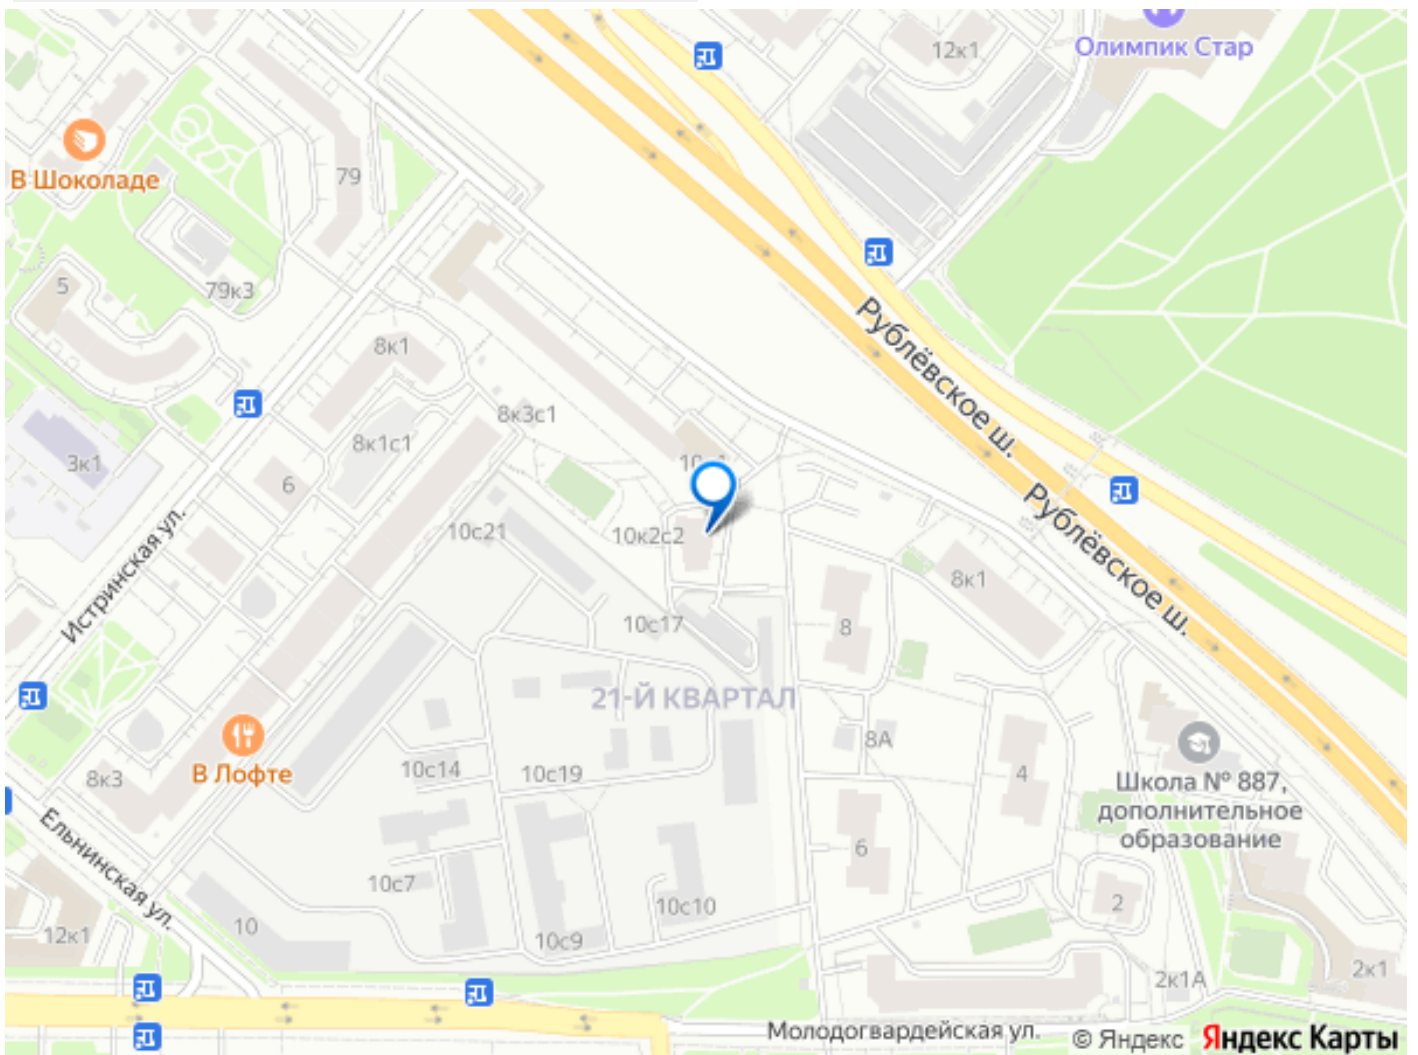 12к1
Олимпик Стар
В Шоколаде
79
79к3
5
8к1
8к3с1
8к1с1
3к1
6
Рублёвское ш.
10к2с2
10с21
Истринская ул.
Рублёвское ш.
8к1
8
10с17
21-Й КВАРТАЛ
8А
4
В Лофте
8к3
10с14
10с19
Школа № 887,
дополнительное
образование
6
Ельнинская ул.
10с7
10с10
2
10
12к1
10с9
2к1
2к1А
Молодогвардейская ул.
© Яндекс Яндекс Карты